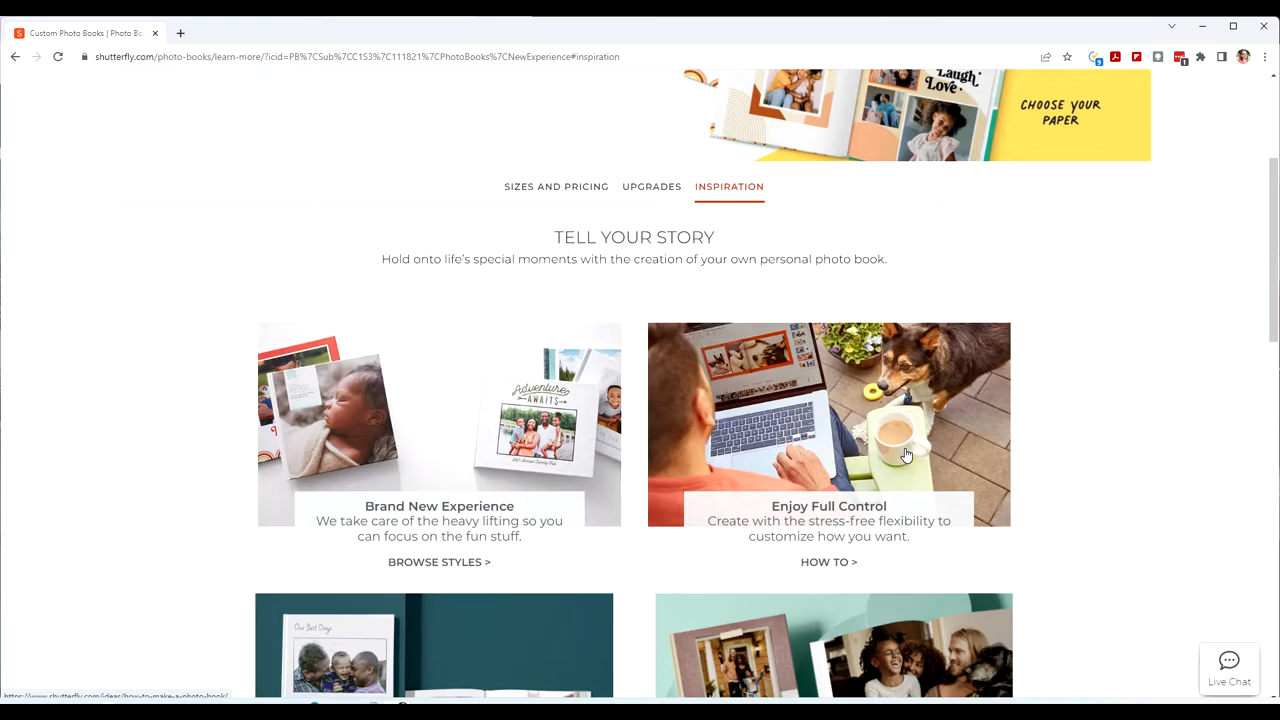 Custom Photo Books | Photo Bo
shutterfly.com/photo-books/learn-more/?icid=PB%7CSub%7CC1S3%7C111821%7CPhotoBooks%7CNewExperience#inspiration
Laugh
Love
CHOOSE YOUR
PAPER
SIZES AND PRICING UPGRADES INSPIRATION
TELL YOUR STORY
Hold onto life's special moments with the creation of your own personal photo book.
Adventure
AWAITS
Brand New Experience
We take care of the heavy lifting so you
can focus on the fun stuff.
BROWSE STYLES >
Enjoy Full Control
Create with the stress-free flexibility to
customize how you want.
HOW TO >
Our Best Days
Live Chat
https://www.shutterfly.com/ideas/how-to-make-a-photo-book/